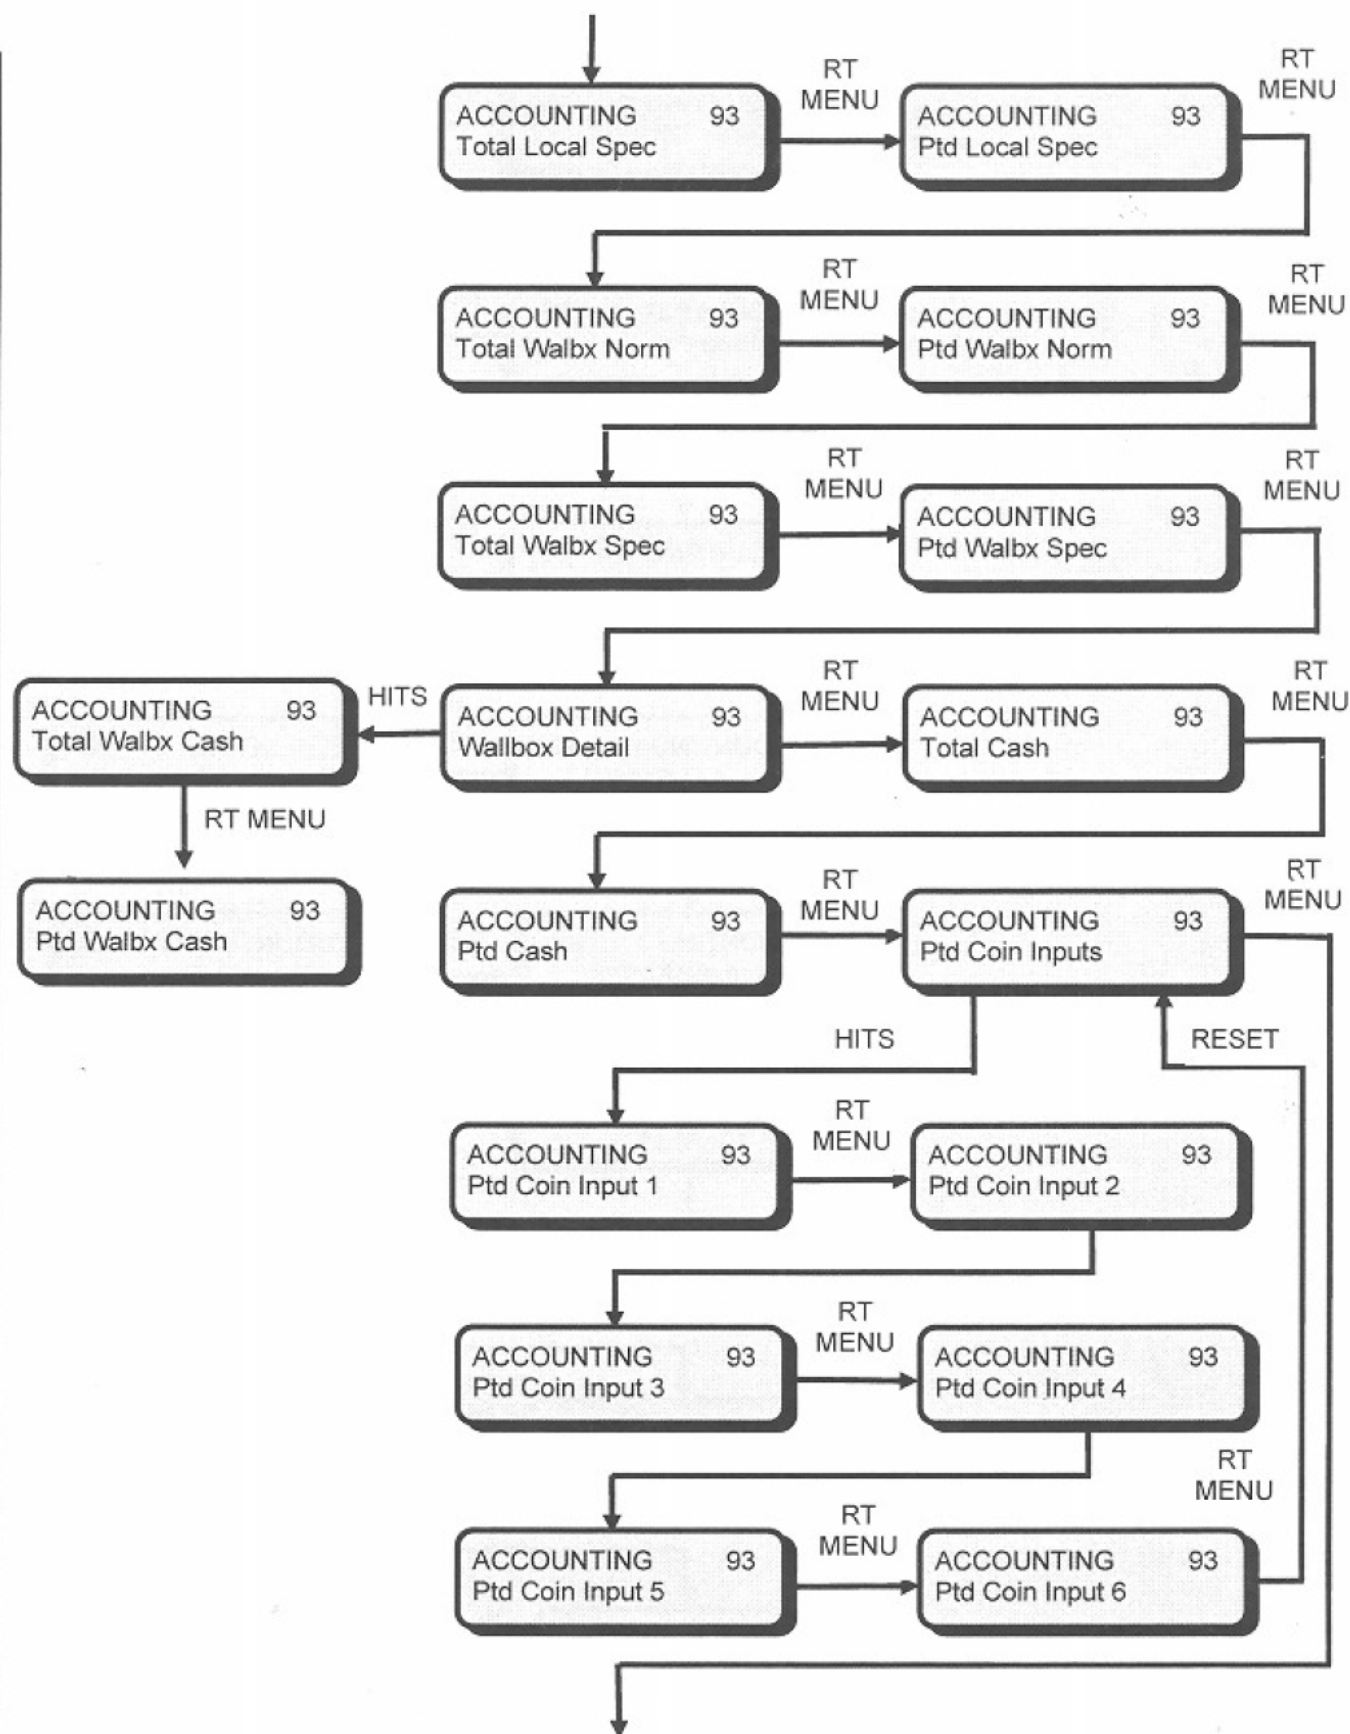 RT
MENU
RT
MENU
ACCOUNTING 93
Total Local Spec
ACCOUNTING 93
Ptd Local Spec
RT
MENU
RT
MENU
ACCOUNTING 93
Total Walbx Norm
ACCOUNTING 93
Ptd Walbx Norm
RT
MENU
RT
MENU
ACCOUNTING 93
Total Walbx Spec
ACCOUNTING 93
Ptd Walbx Spec
RT
MENU
RT
MENU
ACCOUNTING 93
Total Walbx Cash
HITS
ACCOUNTING 93
Wallbox Detail
ACCOUNTING 93
Total Cash
RT MENU
RT
MENU
RT
MENU
ACCOUNTING 93
Ptd Walbx Cash
ACCOUNTING 93
Ptd Cash
ACCOUNTING 93
Ptd Coin Inputs
HITS
RESET
RT
MENU
ACCOUNTING 93
Ptd Coin Input 1
ACCOUNTING 93
Ptd Coin Input 2
RT
MENU
ACCOUNTING 93
Ptd Coin Input 3
ACCOUNTING 93
Ptd Coin Input 4
RT
MENU
RT
MENU
ACCOUNTING 93
Ptd Coin Input 5
ACCOUNTING 93
Ptd Coin Input 6